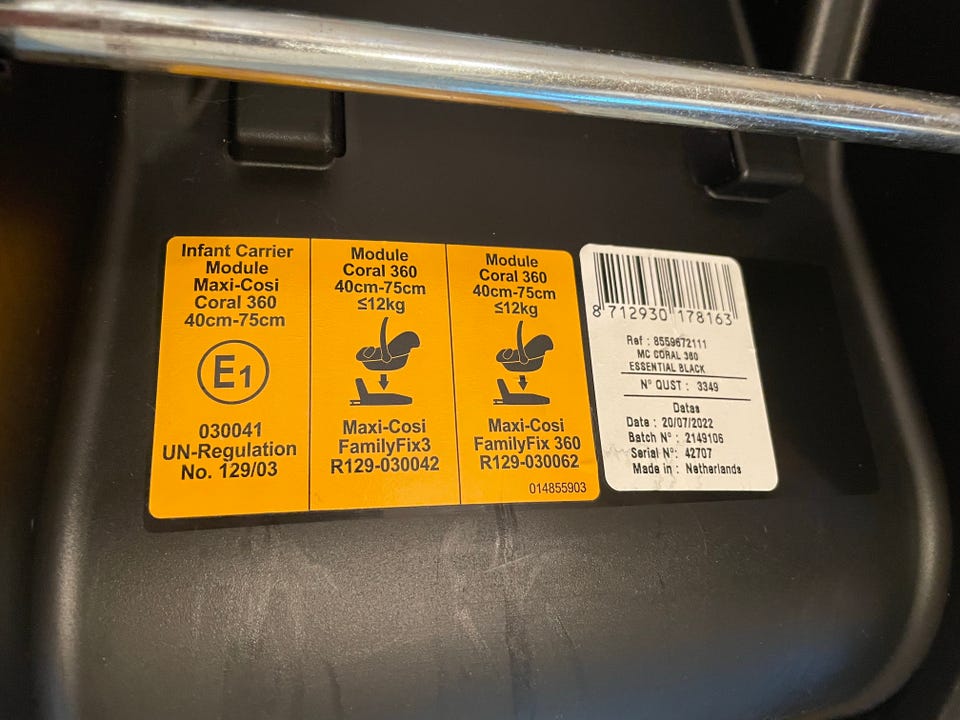 Infant Carrier
Module
Maxi-Cosi
Coral 360
40cm-75cm
E1
030041
UN-Regulation
No. 129/03
Module
Coral 360
40cm-75cm
≤12kg
Maxi-Cosi
FamilyFix3
R129-030042
Module
Coral 360
40cm-75cm
≤12kg
Maxi-Cosi
FamilyFix 360
R129-030062
014855903
8 712930 178163
Ref : 8559672111
MC CORAL 360
ESSENTIAL BLACK
N° QUST : 3349
Datas
Date : 20/07/2022
Batch N° : 2149106
Serial N° : 42707
Made in : Netherlands